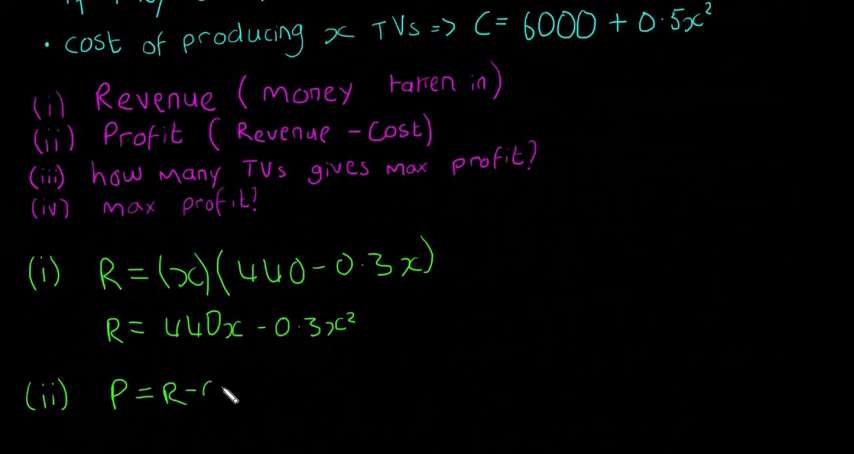 • cost of producing x TVs => C = 6000 + 0.5x²
(i) Revenue (money taken in)
(ii) Profit (Revenue - Cost)
(iii) how many TVs gives max profit?
(iv) max profit?
(i) R = (x)(440 - 0.3x)
R = 440x - 0.3x²
(ii) P = R -